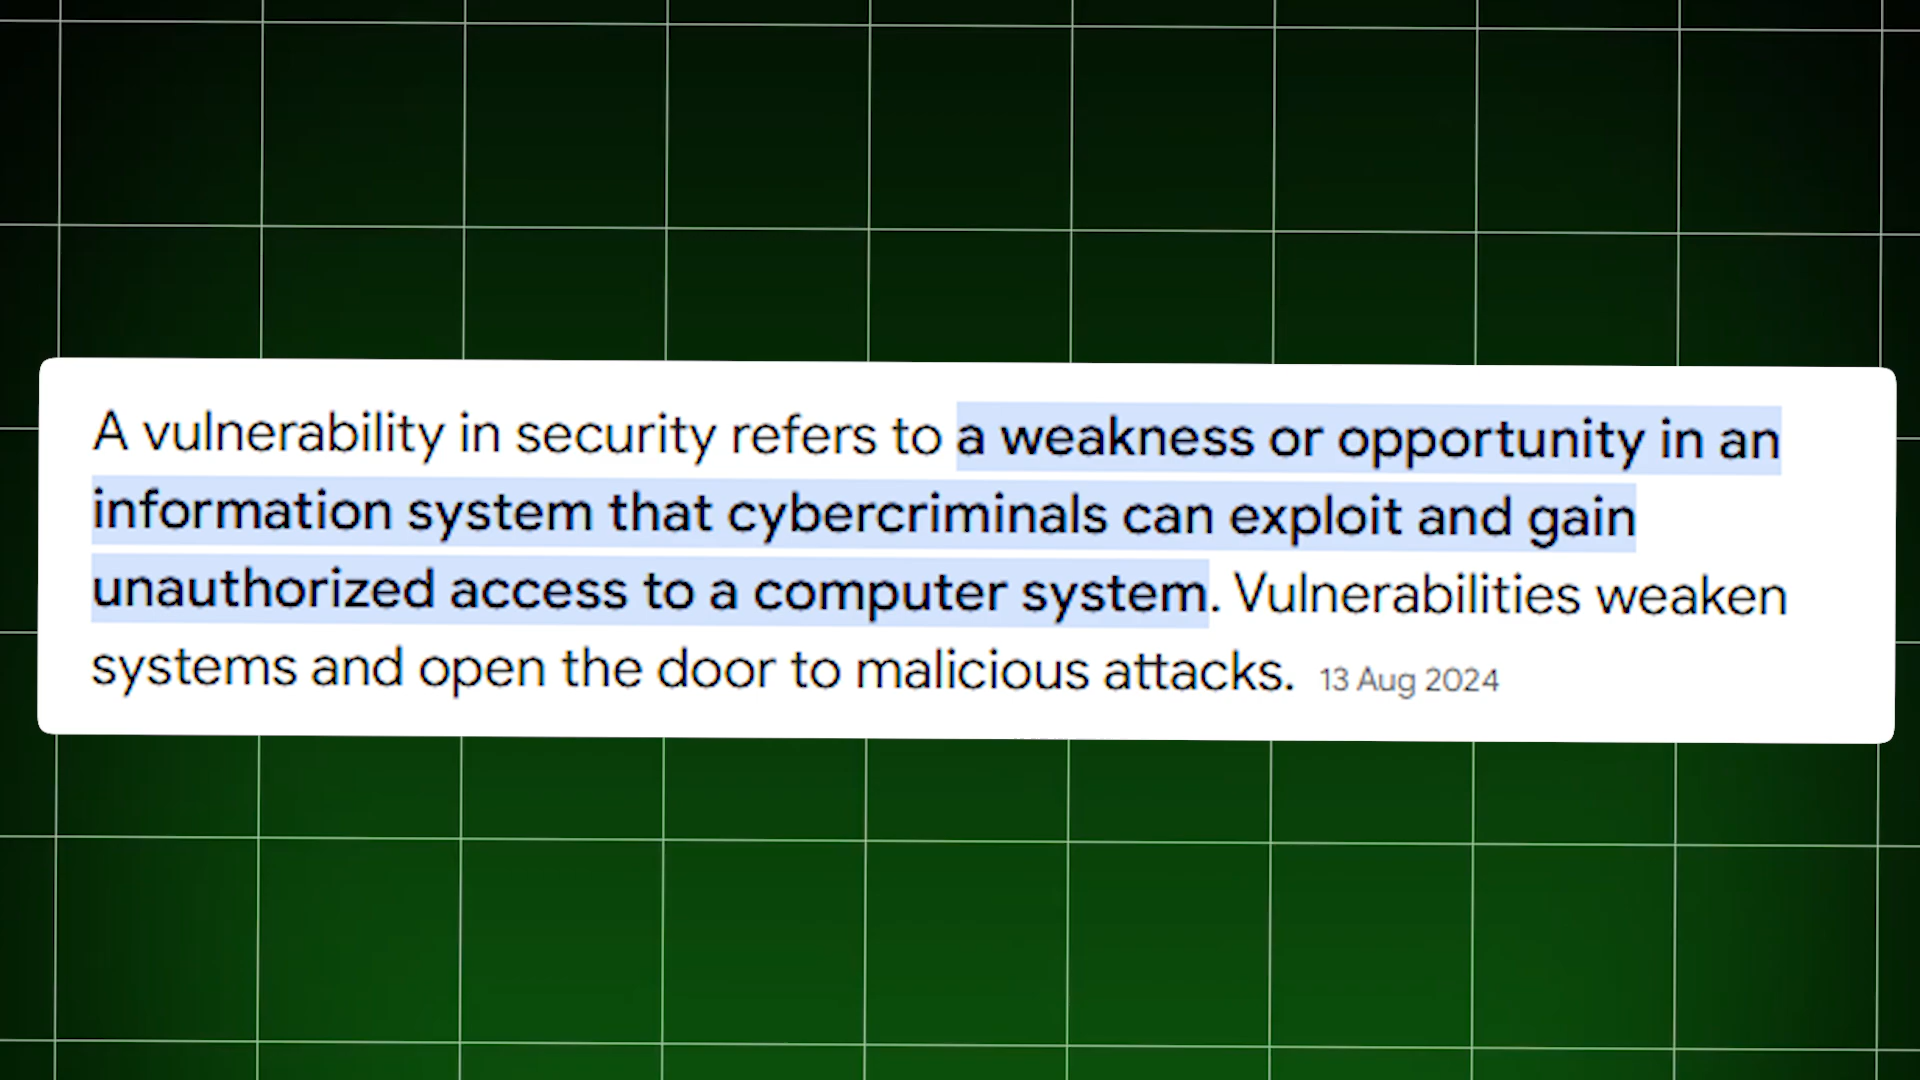 A vulnerability in security refers to a weakness or opportunity in an
information system that cybercriminals can exploit and gain
unauthorized access to a computer system. Vulnerabilities weaken
systems and open the door to malicious attacks. 13 Aug 2024